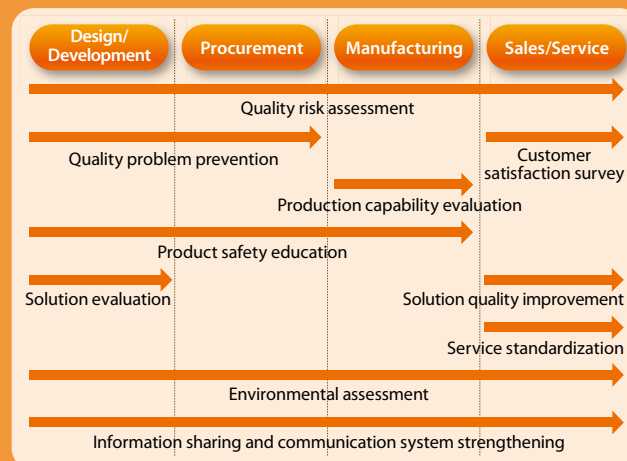 Design/
Development
Procurement
Manufacturing
Sales/Service
Quality risk assessment
Quality problem prevention
Customer
satisfaction survey
Production capability evaluation
Product safety education
Solution evaluation
Solution quality improvement
Service standardization
Environmental assessment
Information sharing and communication system strengthening